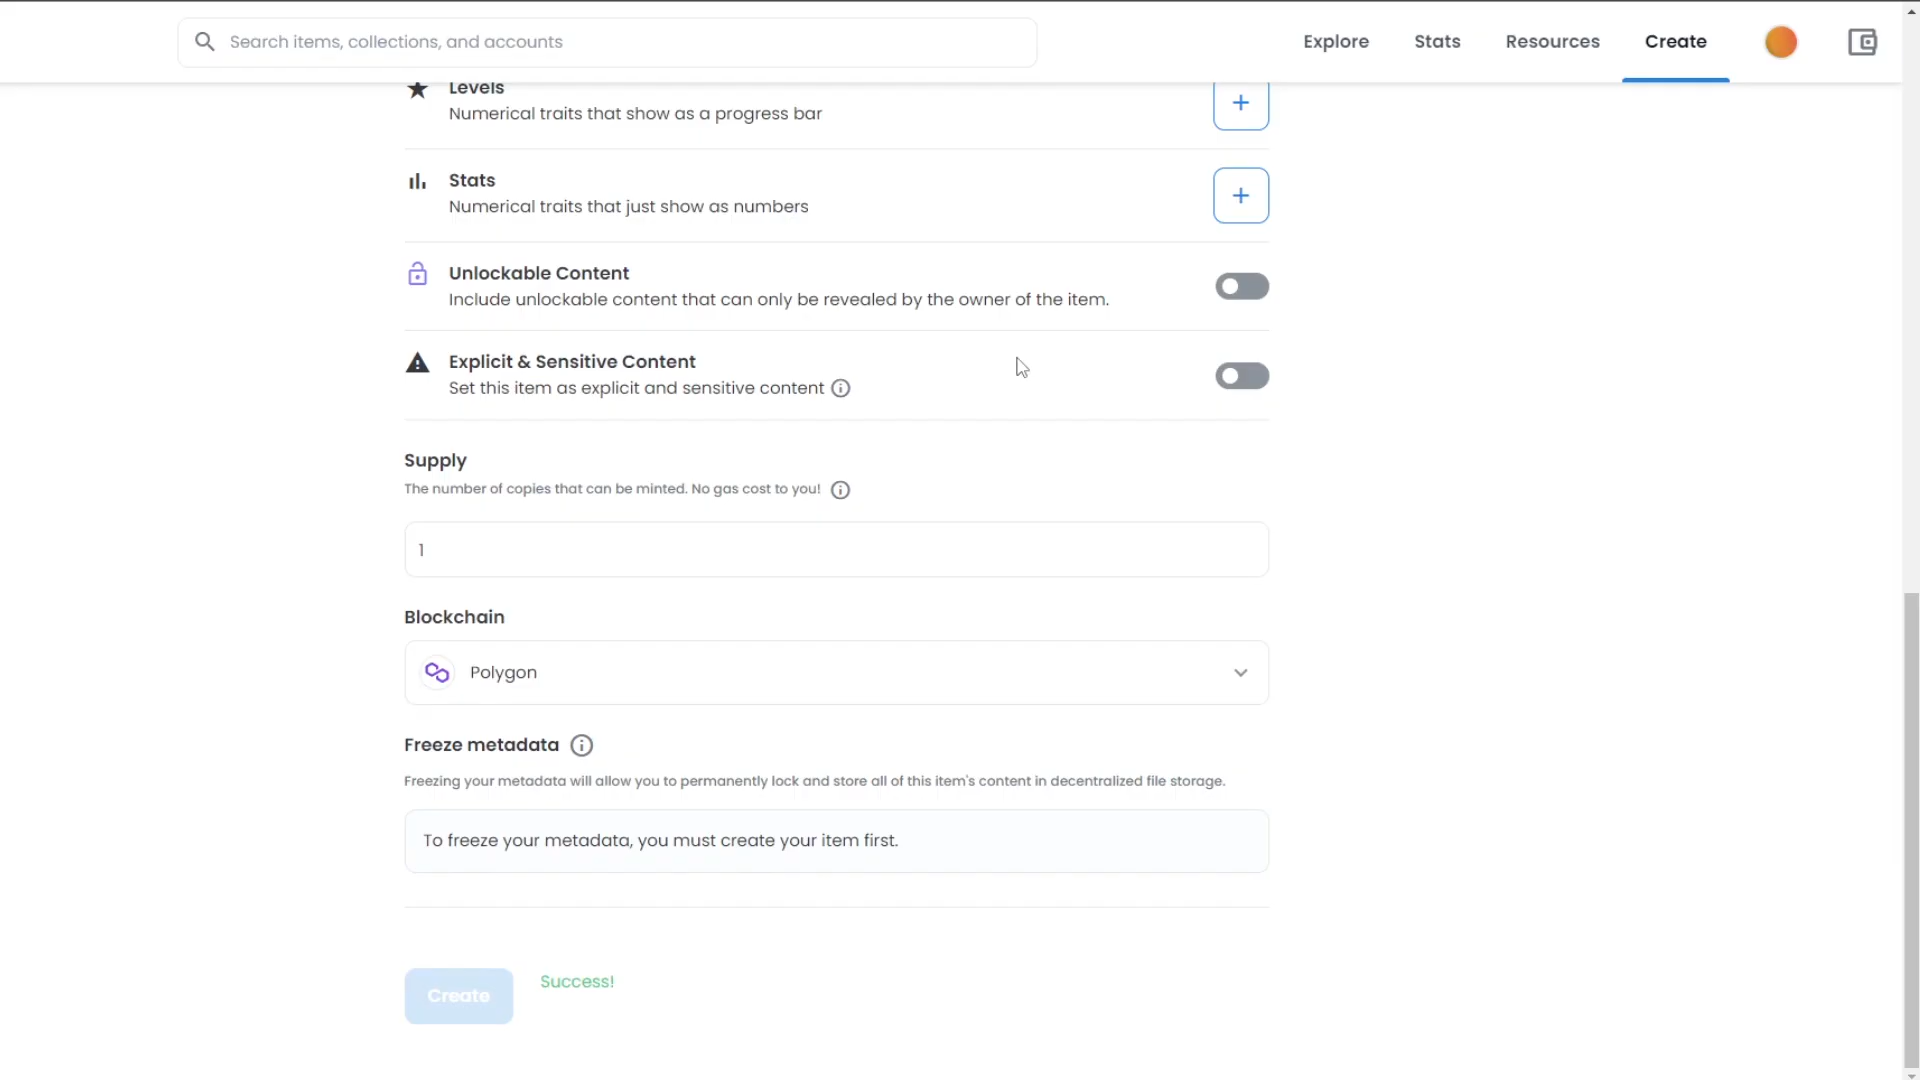 Search items, collections, and accounts
Explore
Stats
Resources
Create
Levels
Numerical traits that show as a progress bar
Stats
Numerical traits that just show as numbers
Unlockable Content
Include unlockable content that can only be revealed by the owner of the item.
Explicit & Sensitive Content
Set this item as explicit and sensitive content
Supply
The number of copies that can be minted. No gas cost to you!
1
Blockchain
Polygon
Freeze metadata
Freezing your metadata will allow you to permanently lock and store all of this item's content in decentralized file storage.
To freeze your metadata, you must create your item first.
Create
Success!